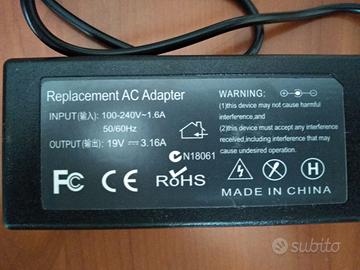 Replacement AC Adapter
INPUT(输入): 100-240V~1.6A
50/60Hz
OUTPUT(输出): 19V ⎓ 3.16A
WARNING:
(1)this device may not cause harmful
interference,and
(2)this device must accept any interference
received,including interference that may
cause undesired operation.
N18061
FC CE RoHS
H
MADE IN CHINA
subito